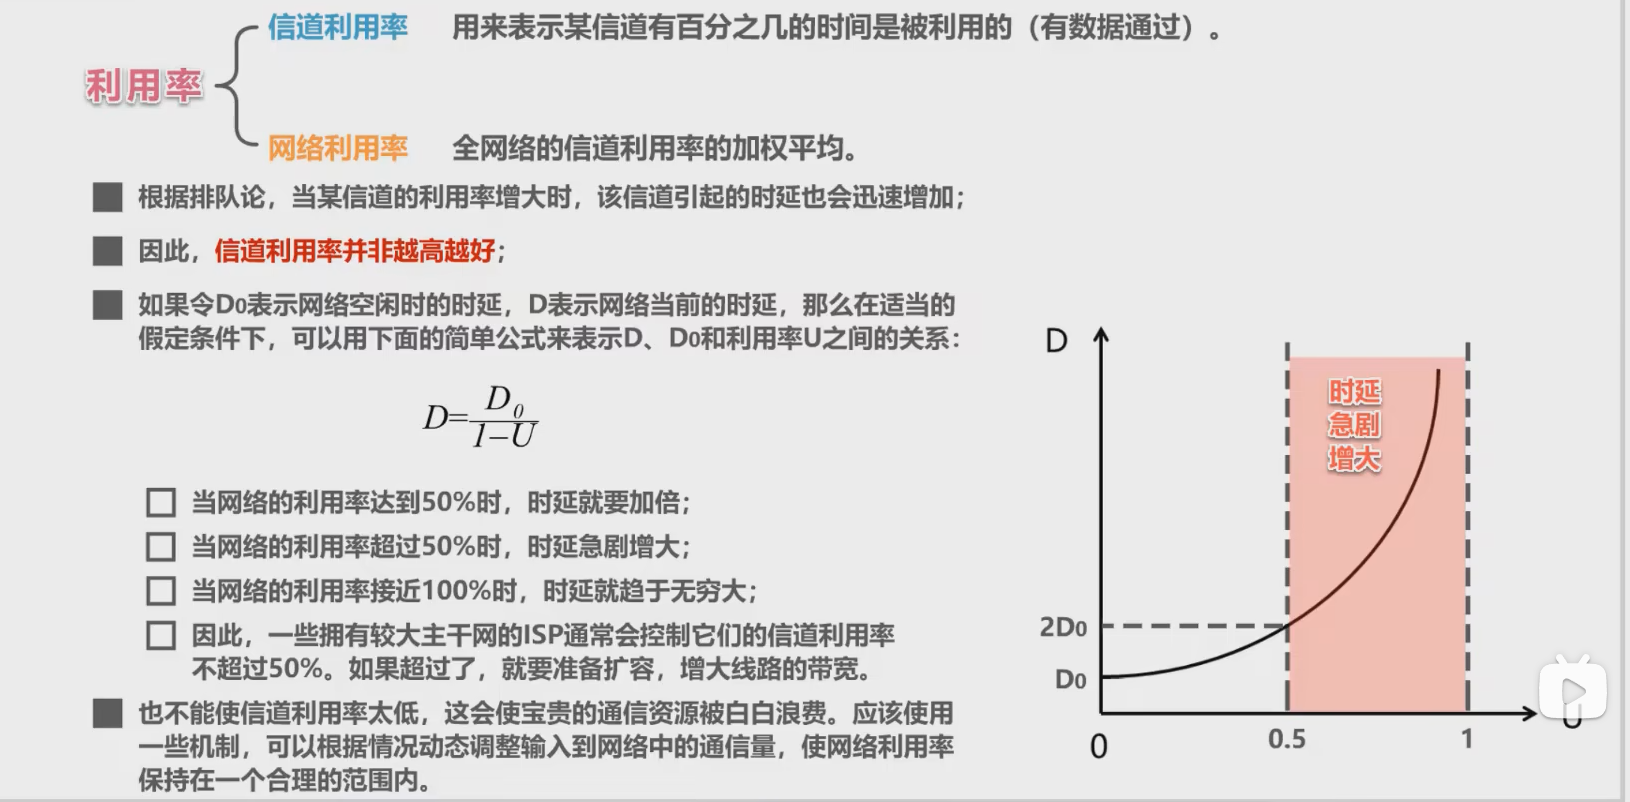 利用率
信道利用率 用来表示某信道有百分之几的时间是被利用的（有数据通过）。
网络利用率 全网络的信道利用率的加权平均。
根据排队论，当某信道的利用率增大时，该信道引起的时延也会迅速增加；
因此，信道利用率并非越高越好；
如果令D0表示网络空闲时的时延，D表示网络当前的时延，那么在适当的
假定条件下，可以用下面的简单公式来表示D、D0和利用率U之间的关系：
D=D0/1-U
当网络的利用率达到50%时，时延就要加倍；
当网络的利用率超过50%时，时延急剧增大；
当网络的利用率接近100%时，时延就趋于无穷大；
因此，一些拥有较大主干网的ISP通常会控制它们的信道利用率
不超过50%。如果超过了，就要准备扩容，增大线路的带宽。
也不能使信道利用率太低，这会使宝贵的通信资源被白白浪费。应该使用
一些机制，可以根据情况动态调整输入到网络中的通信量，使网络利用率
保持在一个合理的范围内。
D
时延
急剧
增大
2D0
D0
U
0
0.5
1